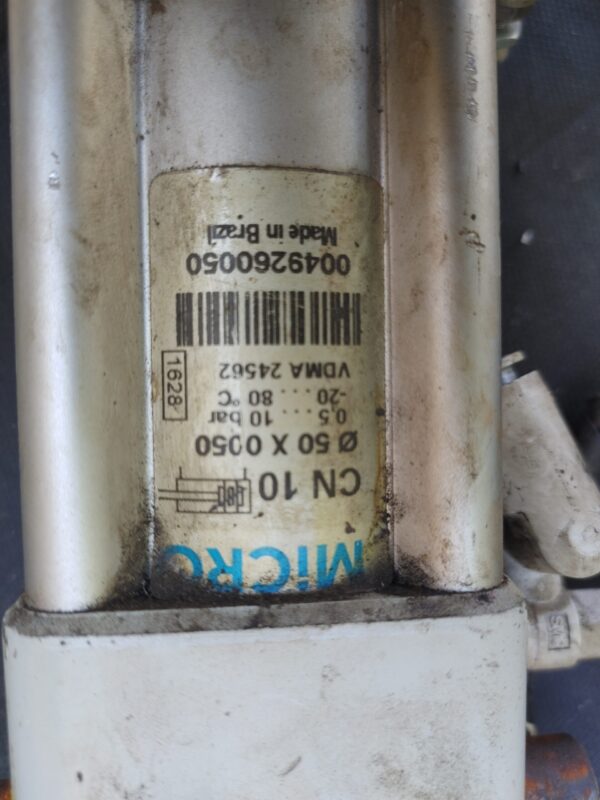 MiCRO
CN 10
Ø 50 X 0050
0.5 . . . 10 bar
-20. . . . 80 °C
VDMA 24562
1628
0049260050
Made in Brazil